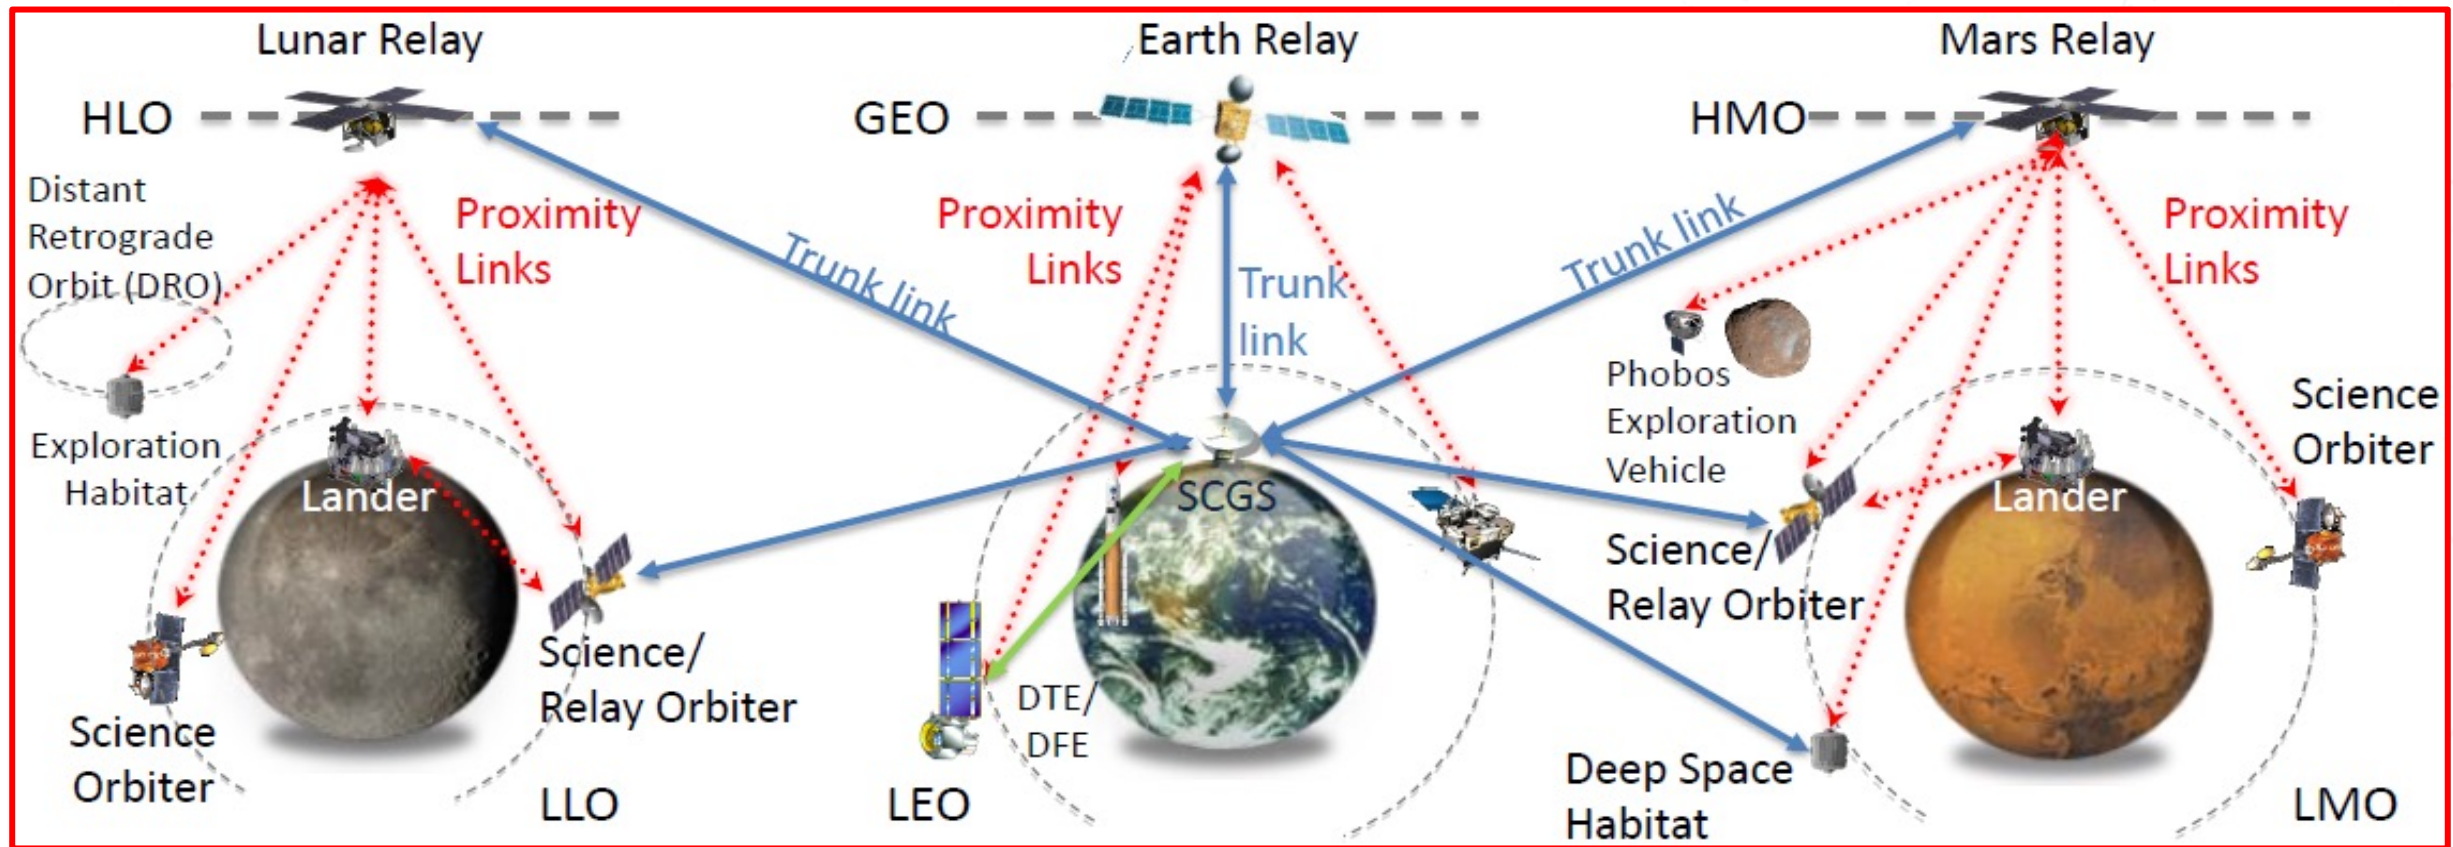 Lunar Relay
Earth Relay
Mars Relay
HLO
GEO
HMO
Distant
Retrograde
Orbit (DRO)
Proximity
Links
Trunk link
Proximity
Links
Trunk
link
Trunk link
Proximity
Links
Exploration
Habitat
Lander
SCGS
Phobos
Exploration
Vehicle
Lander
Science
Orbiter
Science/
Relay Orbiter
Science
Orbiter
Science/
Relay Orbiter
DTE/
DFE
Deep Space
Habitat
LLO
LEO
LMO